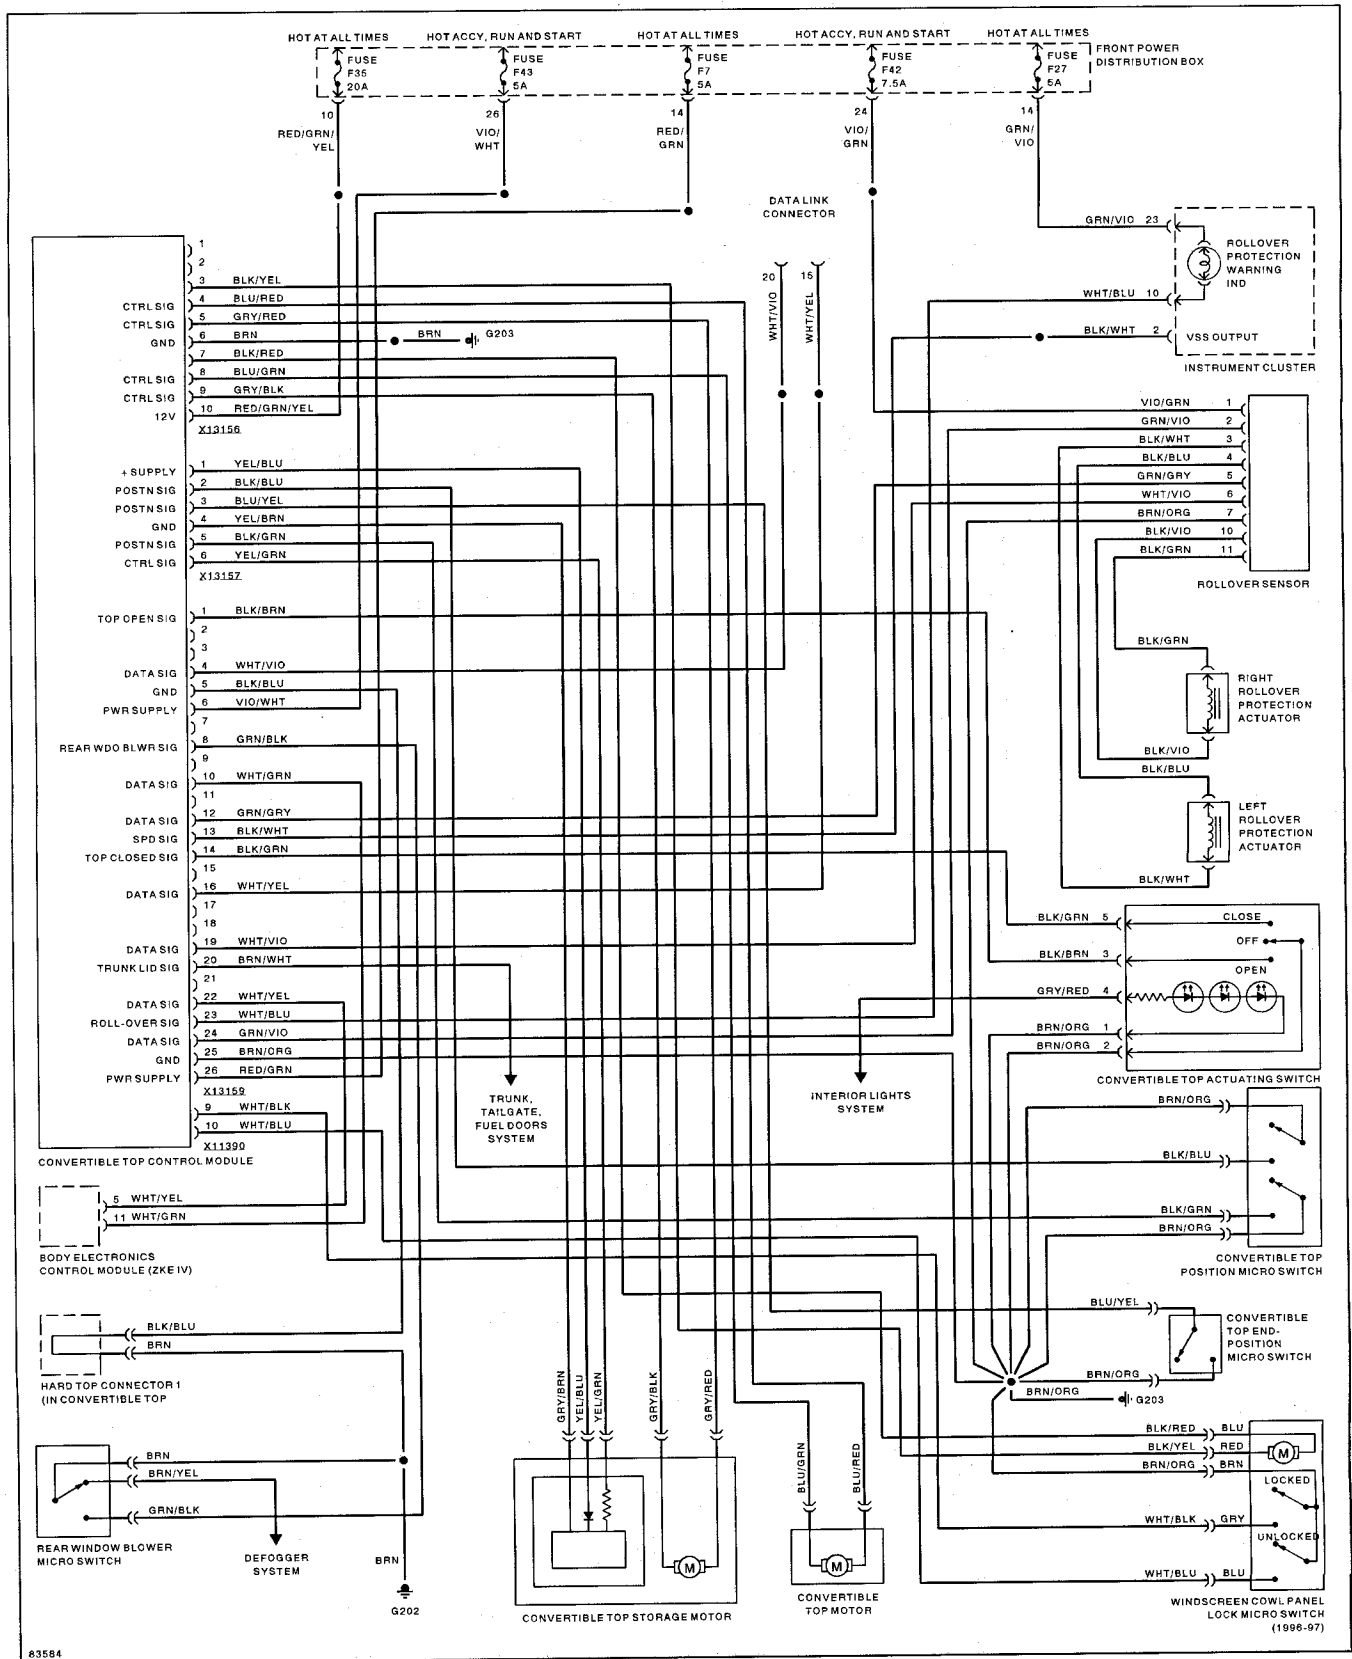 HOT AT ALL TIMES
HOT ACCY, RUN AND START
HOT AT ALL TIMES
HOT ACCY, RUN AND START
HOT AT ALL TIMES
FUSE
F35
20A
FUSE
F43
5A
FUSE
F7
5A
FUSE
F42
7.5A
FUSE
F27
5A
FRONT POWER
DISTRIBUTION BOX
10
RED/GRN/
YEL
26
VIO/
WHT
14
RED/
GRN
24
VIO/
GRN
14
GRN/
VIO
DATA LINK
CONNECTOR
20
WHT/VIO
15
WHT/YEL
GRN/VIO 23
ROLLOVER
PROTECTION
WARNING
IND
WHT/BLU 10
BLK/WHT 2
VSS OUTPUT
INSTRUMENT CLUSTER
1
2
3 BLK/YEL
CTRL SIG 4 BLU/RED
CTRL SIG 5 GRY/RED
GND 6 BRN
BRN
G203
7 BLK/RED
CTRL SIG 8 BLU/GRN
CTRL SIG 9 GRY/BLK
12V 10 RED/GRN/YEL
X13156
+ SUPPLY 1 YEL/BLU
POSTN SIG 2 BLK/BLU
POSTN SIG 3 BLU/YEL
GND 4 YEL/BRN
POSTN SIG 5 BLK/GRN
CTRL SIG 6 YEL/GRN
X13157
TOP OPEN SIG 1 BLK/BRN
2
3
DATA SIG 4 WHT/VIO
GND 5 BLK/BLU
PWR SUPPLY 6 VIO/WHT
7
REAR WDO BLWR SIG 8 GRN/BLK
9
DATA SIG 10 WHT/GRN
11
DATA SIG 12 GRN/GRY
SPD SIG 13 BLK/WHT
TOP CLOSED SIG 14 BLK/GRN
15
DATA SIG 16 WHT/YEL
17
18
DATA SIG 19 WHT/VIO
TRUNK LID SIG 20 BRN/WHT
21
DATA SIG 22 WHT/YEL
ROLL-OVER SIG 23 WHT/BLU
DATA SIG 24 GRN/VIO
GND 25 BRN/ORG
PWR SUPPLY 26 RED/GRN
X13159
9 WHT/BLK
10 WHT/BLU
X11390
CONVERTIBLE TOP CONTROL MODULE
VIO/GRN 1
GRN/VIO 2
BLK/WHT 3
BLK/BLU 4
GRN/GRY 5
WHT/VIO 6
BRN/ORG 7
BLK/VIO 10
BLK/GRN 11
ROLLOVER SENSOR
BLK/GRN
RIGHT
ROLLOVER
PROTECTION
ACTUATOR
BLK/VIO
BLK/BLU
LEFT
ROLLOVER
PROTECTION
ACTUATOR
BLK/WHT
BLK/GRN 5
CLOSE
OFF
BLK/BRN 3
OPEN
GRY/RED 4
BRN/ORG 1
BRN/ORG 2
CONVERTIBLE TOP ACTUATING SWITCH
TRUNK,
TAILGATE,
FUEL DOORS
SYSTEM
INTERIOR LIGHTS
SYSTEM
BRN/ORG
BLK/BLU
BLK/GRN
BRN/ORG
CONVERTIBLE TOP
POSITION MICRO SWITCH
5 WHT/YEL
11 WHT/GRN
BODY ELECTRONICS
CONTROL MODULE (ZKE IV)
BLU/YEL
CONVERTIBLE
TOP END-
POSITION
MICRO SWITCH
BRN/ORG
BRN/ORG
G203
BLK/BLU
BRN
HARD TOP CONNECTOR 1
(IN CONVERTIBLE TOP
GRY/BRN
YEL/BLU
YEL/GRN
GRY/BLK
GRY/RED
BLU/GRN
BLU/RED
BLK/RED BLU
BLK/YEL RED
M
BRN/ORG BRN
LOCKED
WHT/BLK GRY
UNLOCKED
WHT/BLU BLU
WINDSCREEN COWL PANEL
LOCK MICRO SWITCH
(1996-97)
BRN
BRN/YEL
GRN/BLK
REAR WINDOW BLOWER
MICRO SWITCH
DEFOGGER
SYSTEM
BRN
G202
M
CONVERTIBLE TOP STORAGE MOTOR
M
CONVERTIBLE
TOP MOTOR
83584